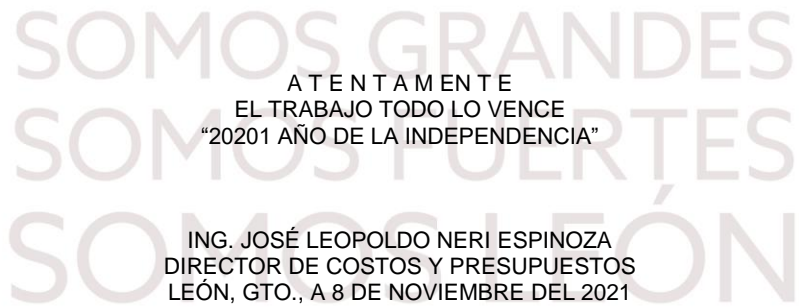 SOMOS GRANDES
A T E N T A M EN T E
EL TRABAJO TODO LO VENCE
“20201 AÑO DE LA INDEPENDENCIA”
SOMOS FUERTES
SOMOS LEÓN
ING. JOSÉ LEOPOLDO NERI ESPINOZA
DIRECTOR DE COSTOS Y PRESUPUESTOS
LEÓN, GTO., A 8 DE NOVIEMBRE DEL 2021